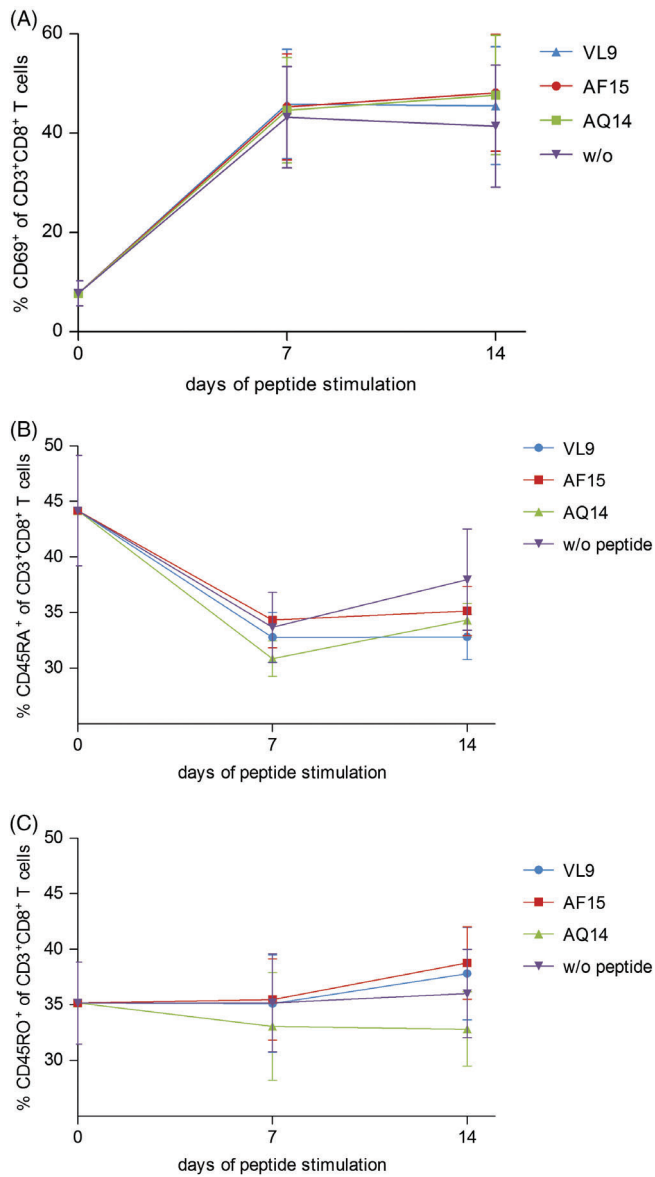 (A)
60
40
20
0
% CD69⁺ of CD3⁺CD8⁺ T cells
0 7 14
days of peptide stimulation
VL9
AF15
AQ14
w/o
(B)
50
45
40
35
30
% CD45RA⁺ of CD3⁺CD8⁺ T cells
0 7 14
days of peptide stimulation
VL9
AF15
AQ14
w/o peptide
(C)
50
45
40
35
30
% CD45RO⁺ of CD3⁺CD8⁺ T cells
0 7 14
days of peptide stimulation
VL9
AF15
AQ14
w/o peptide